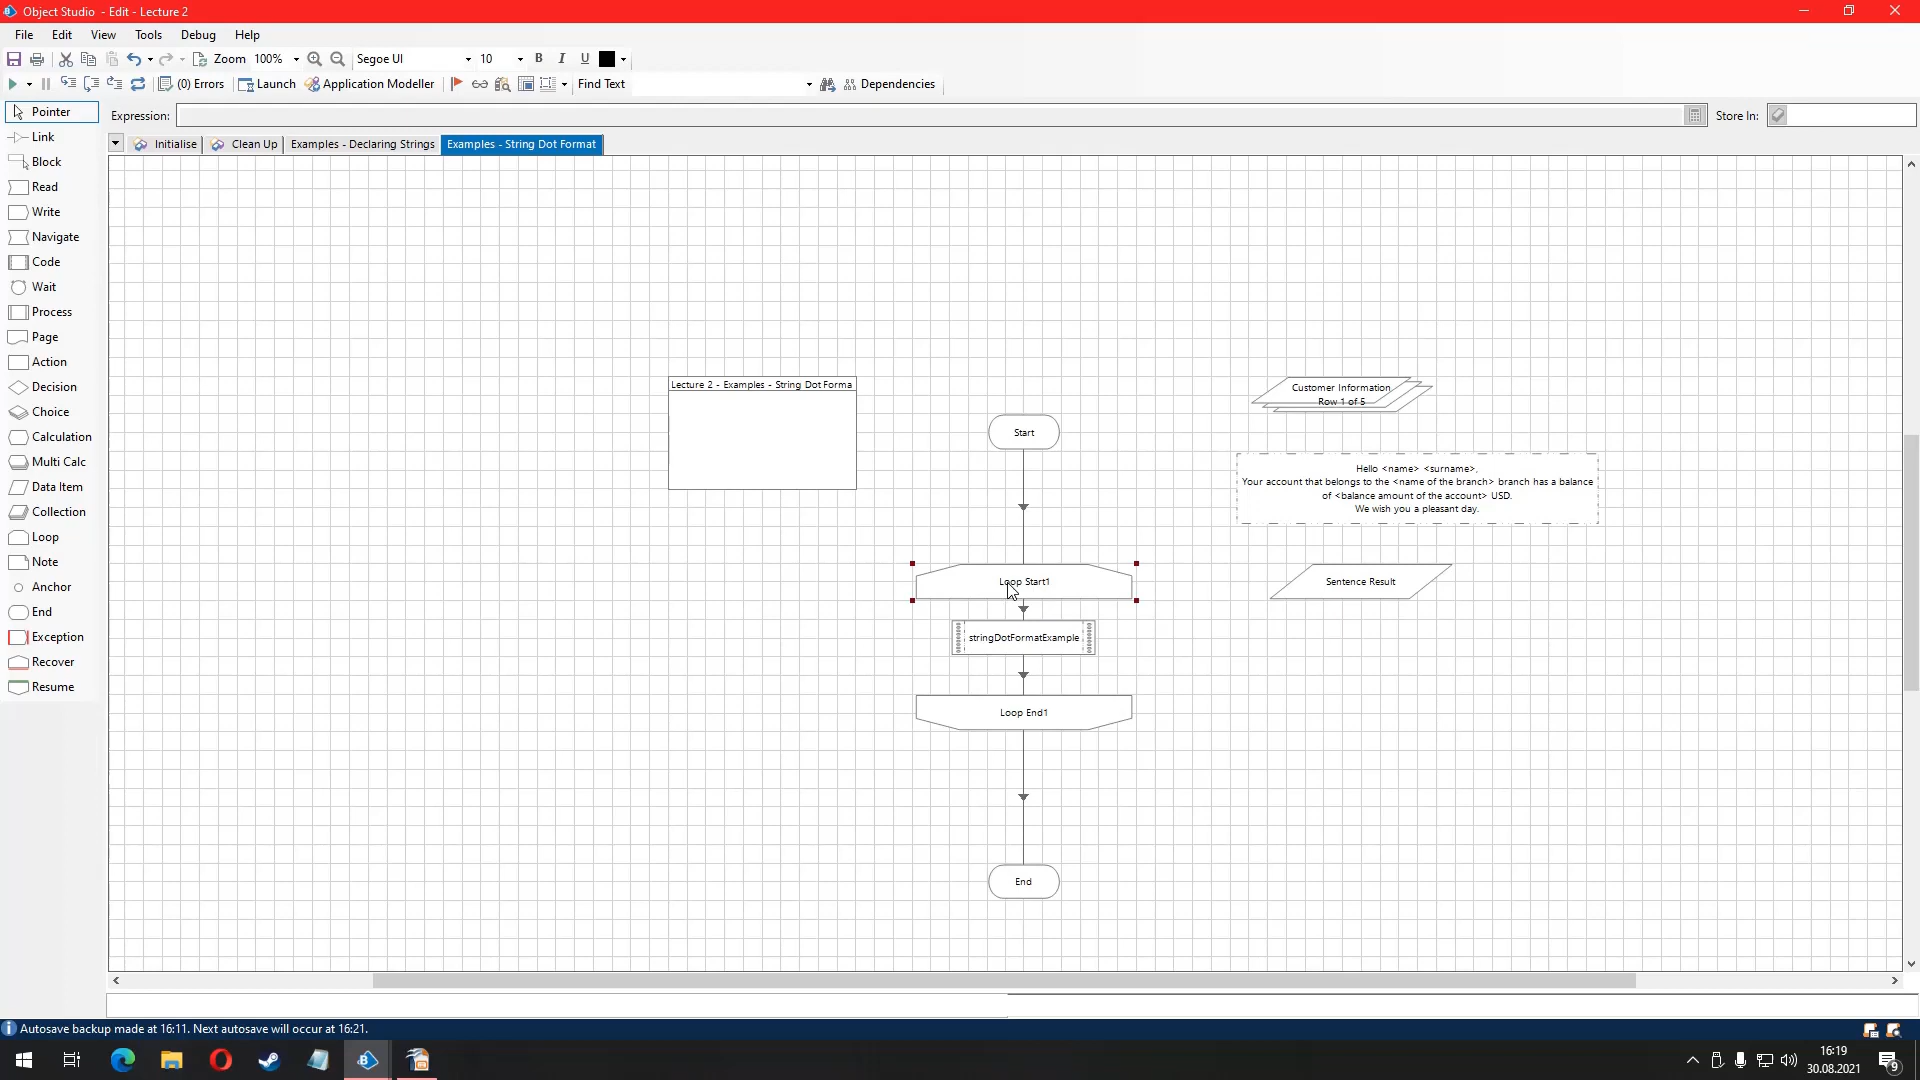 Object Studio - Edit - Lecture 2
File Edit View Tools Debug Help
Zoom 100% Segoe UI 10 B I U
(0) Errors Launch Application Modeller Find Text Dependencies
Pointer
Expression:
Store In:
Link
Initialise Clean Up Examples - Declaring Strings Examples - String Dot Format
Block
Read
Write
Navigate
Code
Wait
Process
Page
Action
Decision
Choice
Calculation
Multi Calc
Data Item
Collection
Loop
Note
Anchor
End
Exception
Recover
Resume
Lecture 2 - Examples - String Dot Forma
Customer Information
Row 1 of 5
Start
Hello <name> <surname>,
Your account that belongs to the <name of the branch> branch has a balance
of <balance amount of the account> USD.
We wish you a pleasant day.
Loop Start1
Sentence Result
stringDotFormatExample
Loop End1
End
Autosave backup made at 16:11. Next autosave will occur at 16:21.
16:19
30.08.2021
9